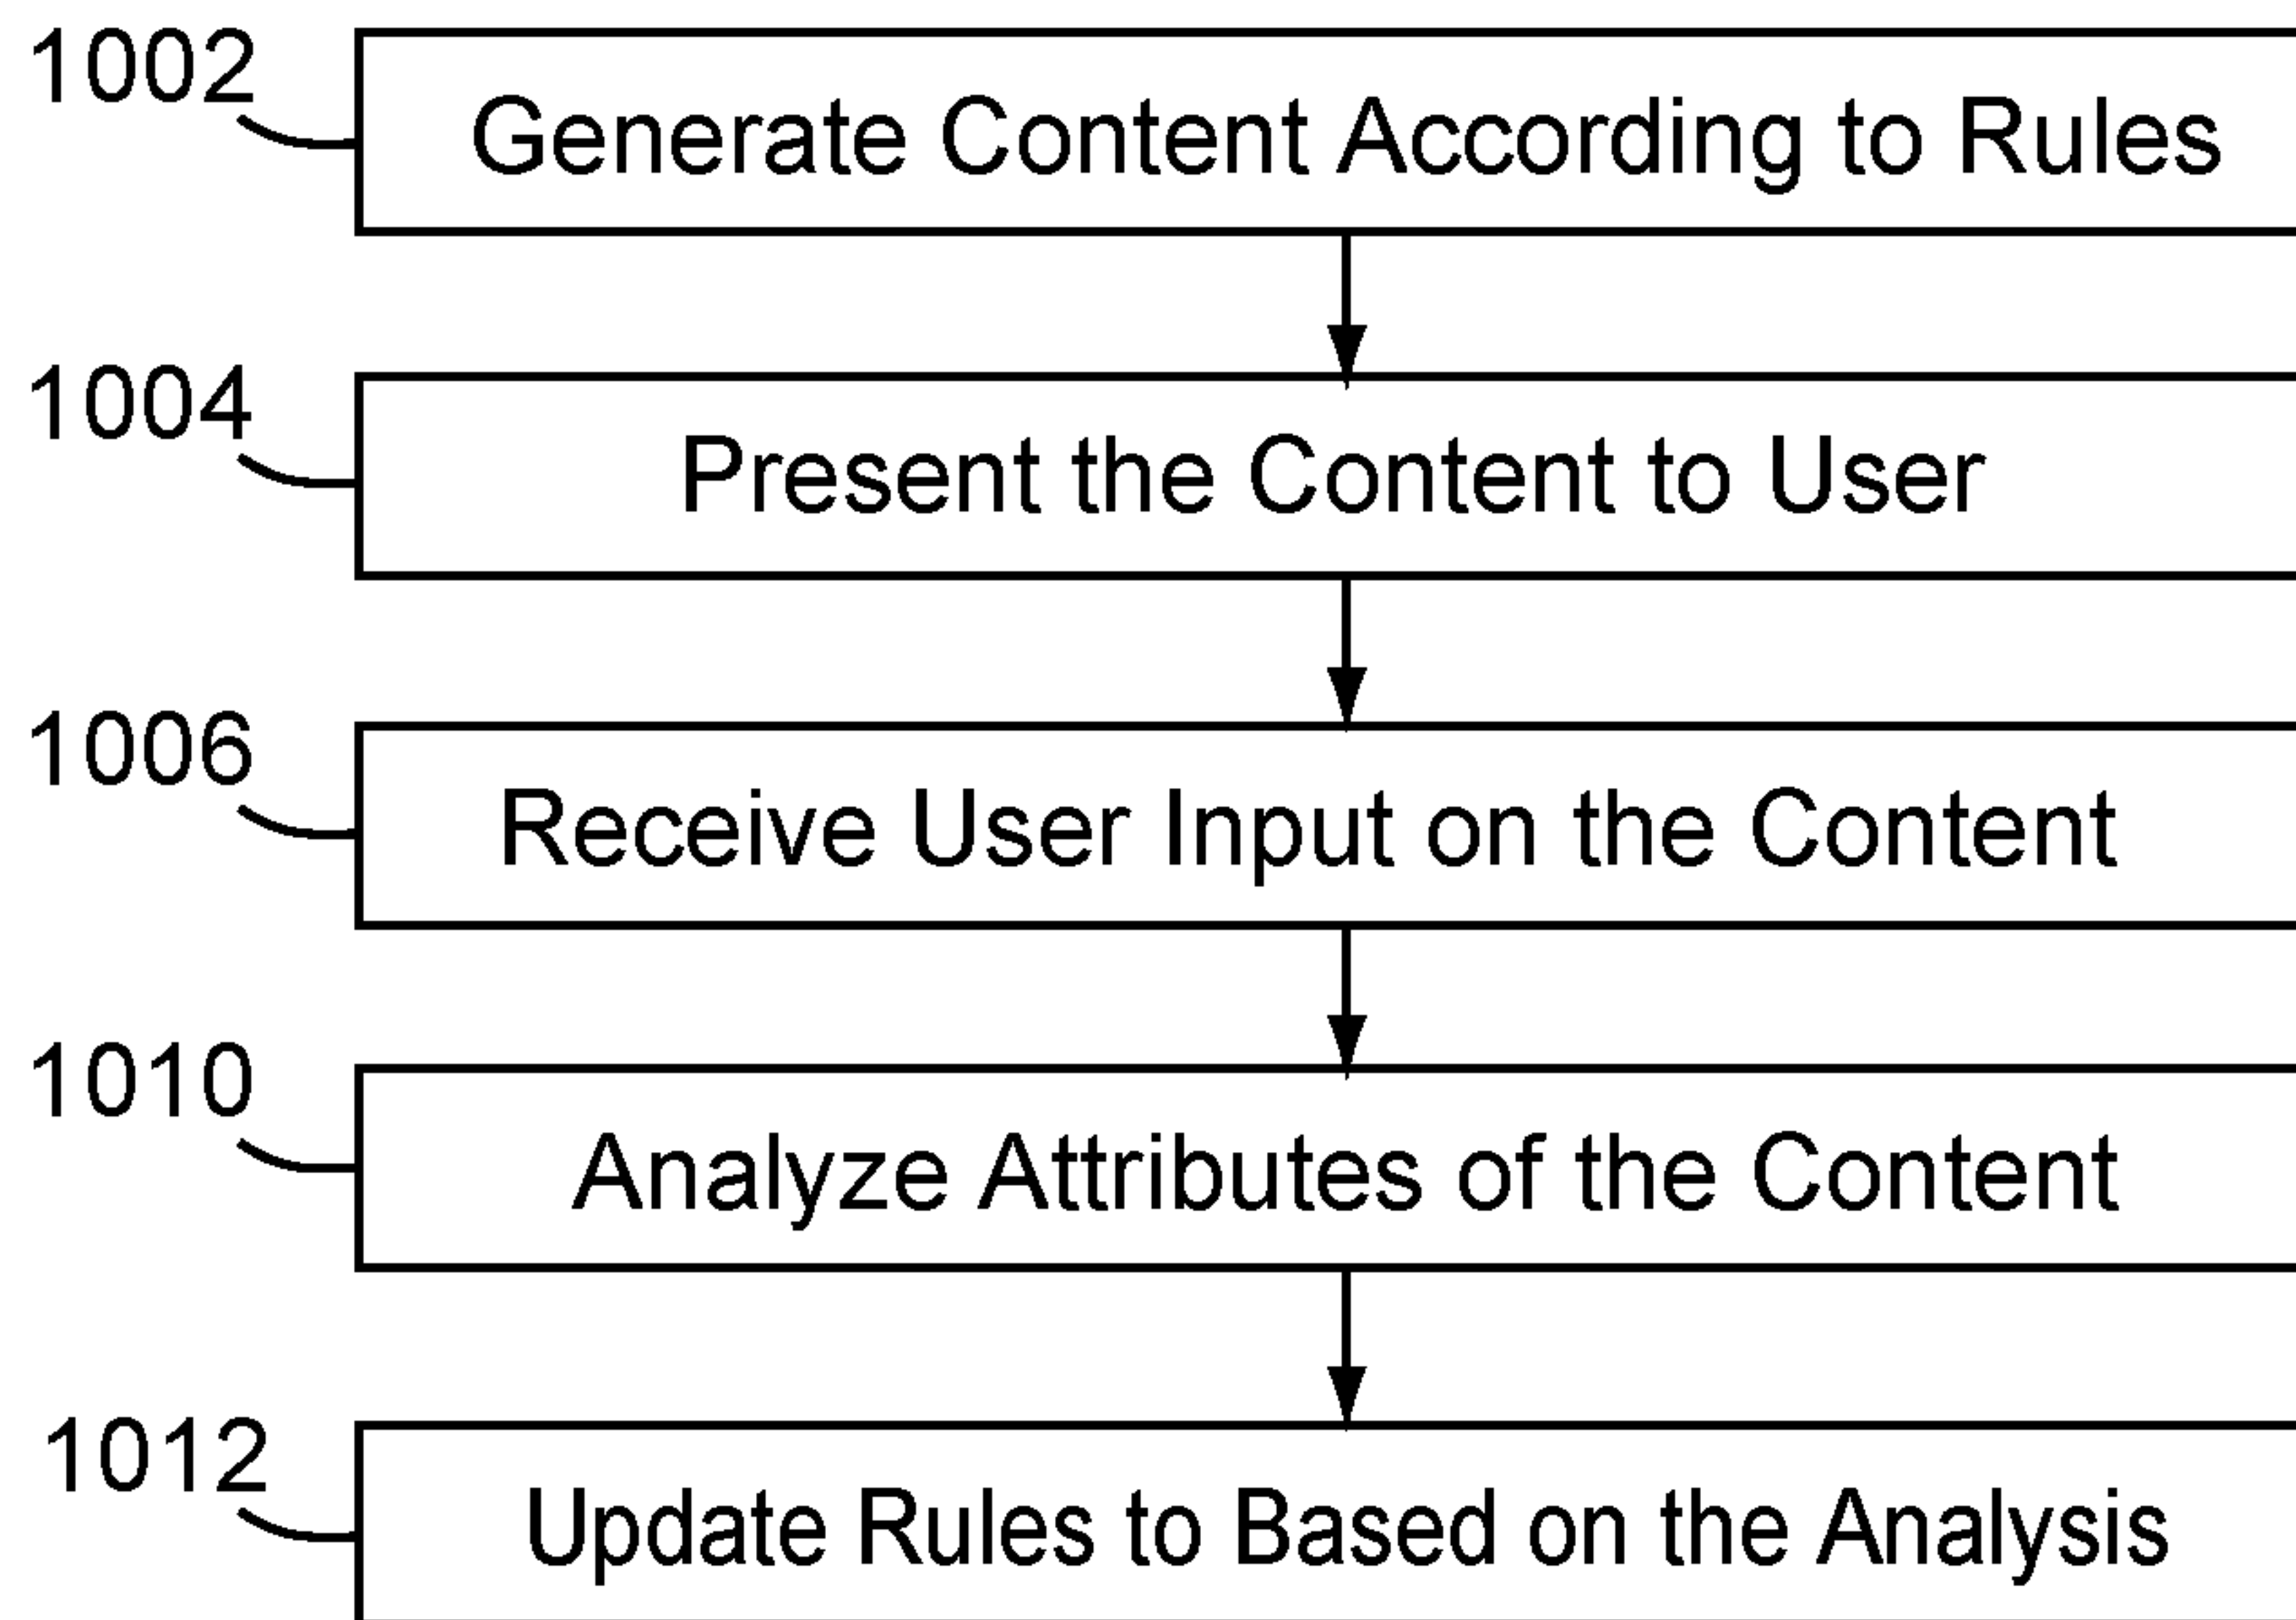 1002
Generate Content According to Rules
1004
Present the Content to User
1006
Receive User Input on the Content
1010
Analyze Attributes of the Content
1012
Update Rules to Based on the Analysis